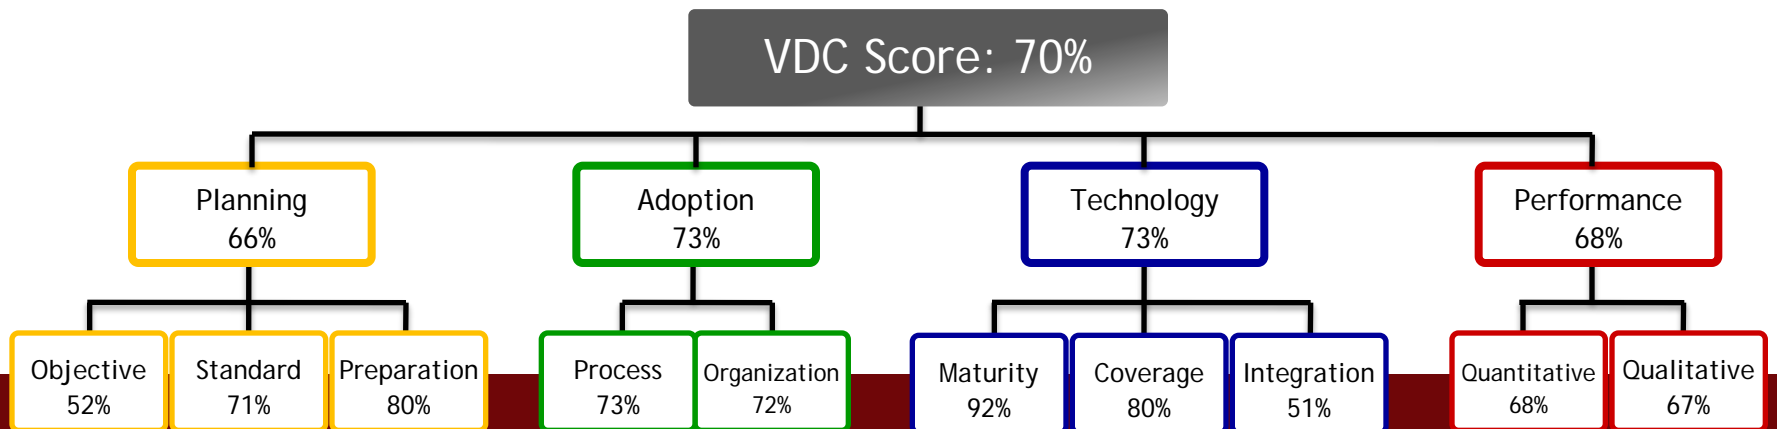 VDC Score: 70%
Planning
66%
Adoption
73%
Technology
73%
Performance
68%
Objective
52%
Standard
71%
Preparation
80%
Process
73%
Organization
72%
Maturity
92%
Coverage
80%
Integration
51%
Quantitative
68%
Qualitative
67%